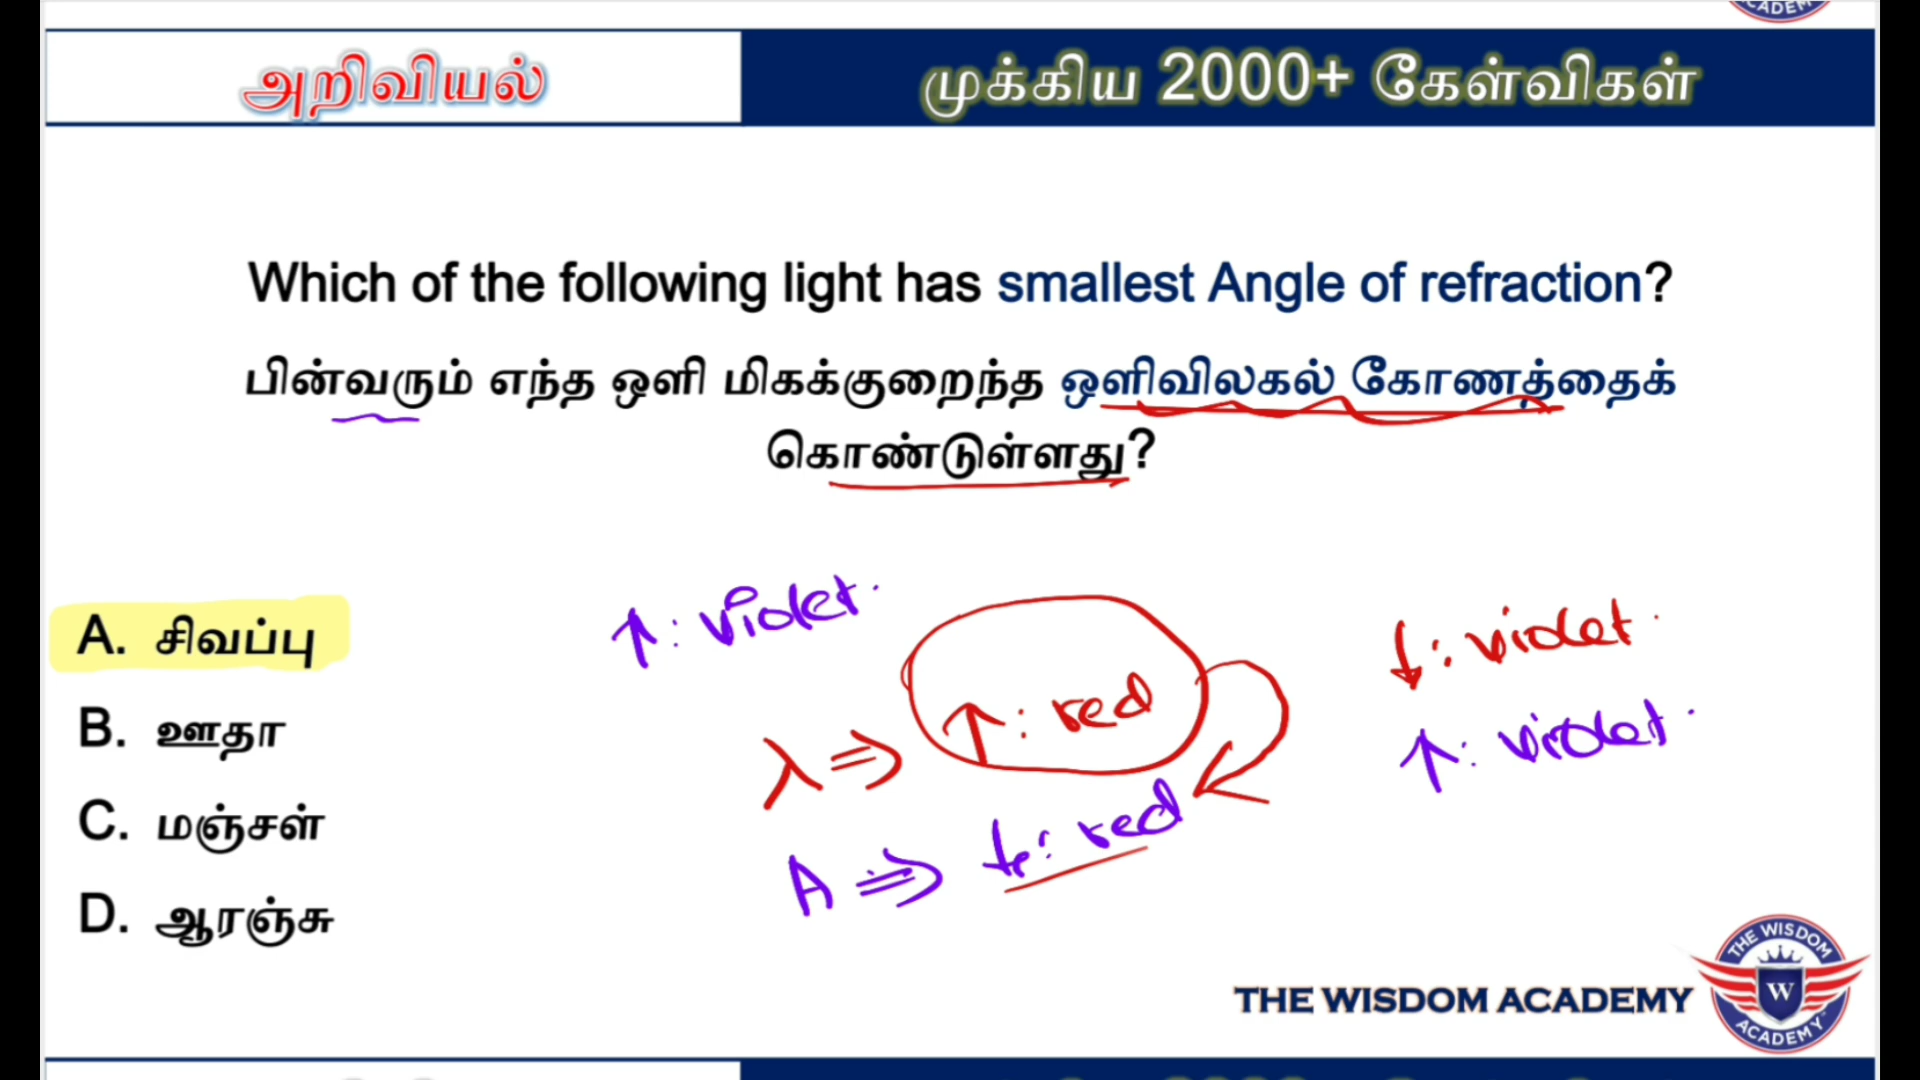 ACADEM
அறிவியல்
முக்கிய 2000+ கேள்விகள்
Which of the following light has smallest Angle of refraction?
பின்வரும் எந்த ஒளி மிகக்குறைந்த ஒளிவிலகல் கோணத்தைக்
கொண்டுள்ளது?
A. சிவப்பு
B. ஊதா
C. மஞ்சள்
D. ஆரஞ்சு
↑: violet.
λ ⇒ ↑: red
A ⇒ ↓: red
↓: violet.
↑: violet.
THE WISDOM ACADEMY
THE WISDOM
W
ACADEMY